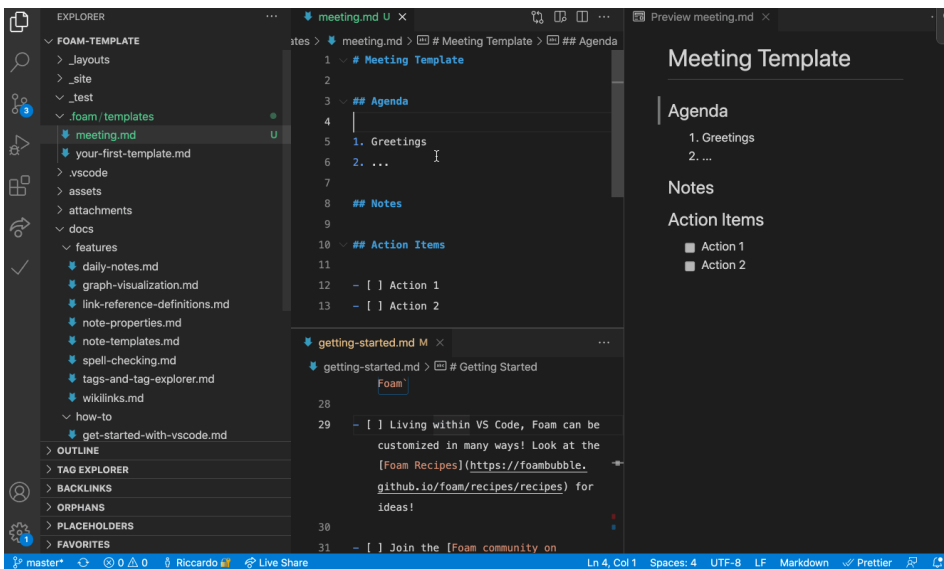 EXPLORER
FOAM-TEMPLATE
_layouts
_site
_test
.foam/templates
meeting.md U
your-first-template.md
.vscode
assets
attachments
docs
features
daily-notes.md
graph-visualization.md
link-reference-definitions.md
note-properties.md
note-templates.md
spell-checking.md
tags-and-tag-explorer.md
wikilinks.md
how-to
get-started-with-vscode.md
OUTLINE
TAG EXPLORER
BACKLINKS
ORPHANS
PLACEHOLDERS
FAVORITES
3
1
meeting.md U
ates > meeting.md > # Meeting Template > ## Agenda
1 # Meeting Template
2
3 ## Agenda
4
5 1. Greetings
6 2. ...
7
8 ## Notes
9
10 ## Action Items
11
12 - [ ] Action 1
13 - [ ] Action 2
getting-started.md M
getting-started.md > # Getting Started
Foam`
28
29 - [ ] Living within VS Code, Foam can be
customized in many ways! Look at the
[Foam Recipes](https://foambubble.
github.io/foam/recipes/recipes) for
ideas!
30
31 - [ ] Join the [Foam community on
Preview meeting.md
Meeting Template
Agenda
1. Greetings
2. ...
Notes
Action Items
Action 1
Action 2
master* 0 0 Riccardo Live Share Ln 4, Col 1 Spaces: 4 UTF-8 LF Markdown Prettier